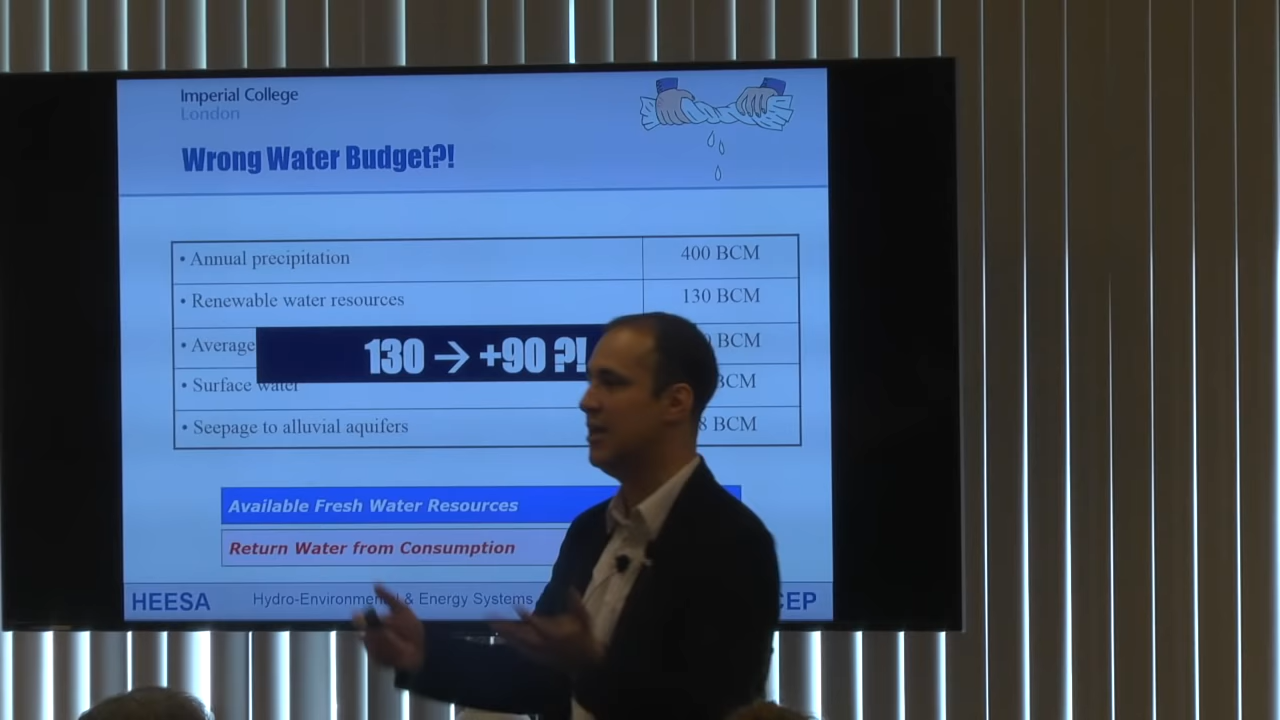 Imperial College
London
Wrong Water Budget?!
• Annual precipitation 400 BCM
• Renewable water resources 130 BCM
• Average BCM
130 → +90 ?!
• Surface water BCM
• Seepage to alluvial aquifers 8 BCM
Available Fresh Water Resources
Return Water from Consumption
HEESA Hydro-Environmental & Energy Systems CEP